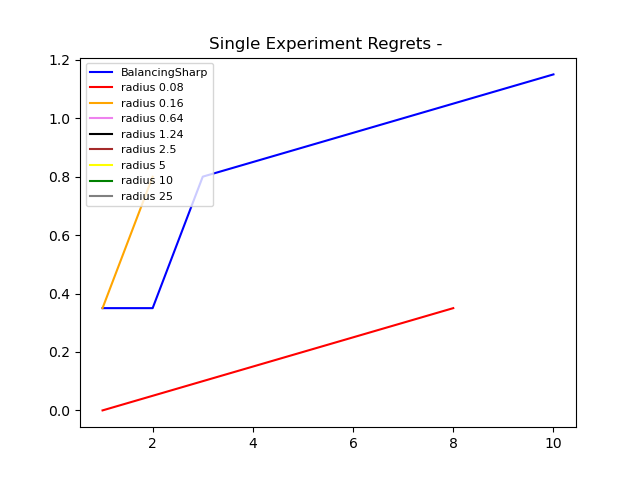 Single Experiment Regrets -
1.2
1.0
0.8
0.6
0.4
0.2
0.0
BalancingSharp
radius 0.08
radius 0.16
radius 0.64
radius 1.24
radius 2.5
radius 5
radius 10
radius 25
2 4 6 8 10